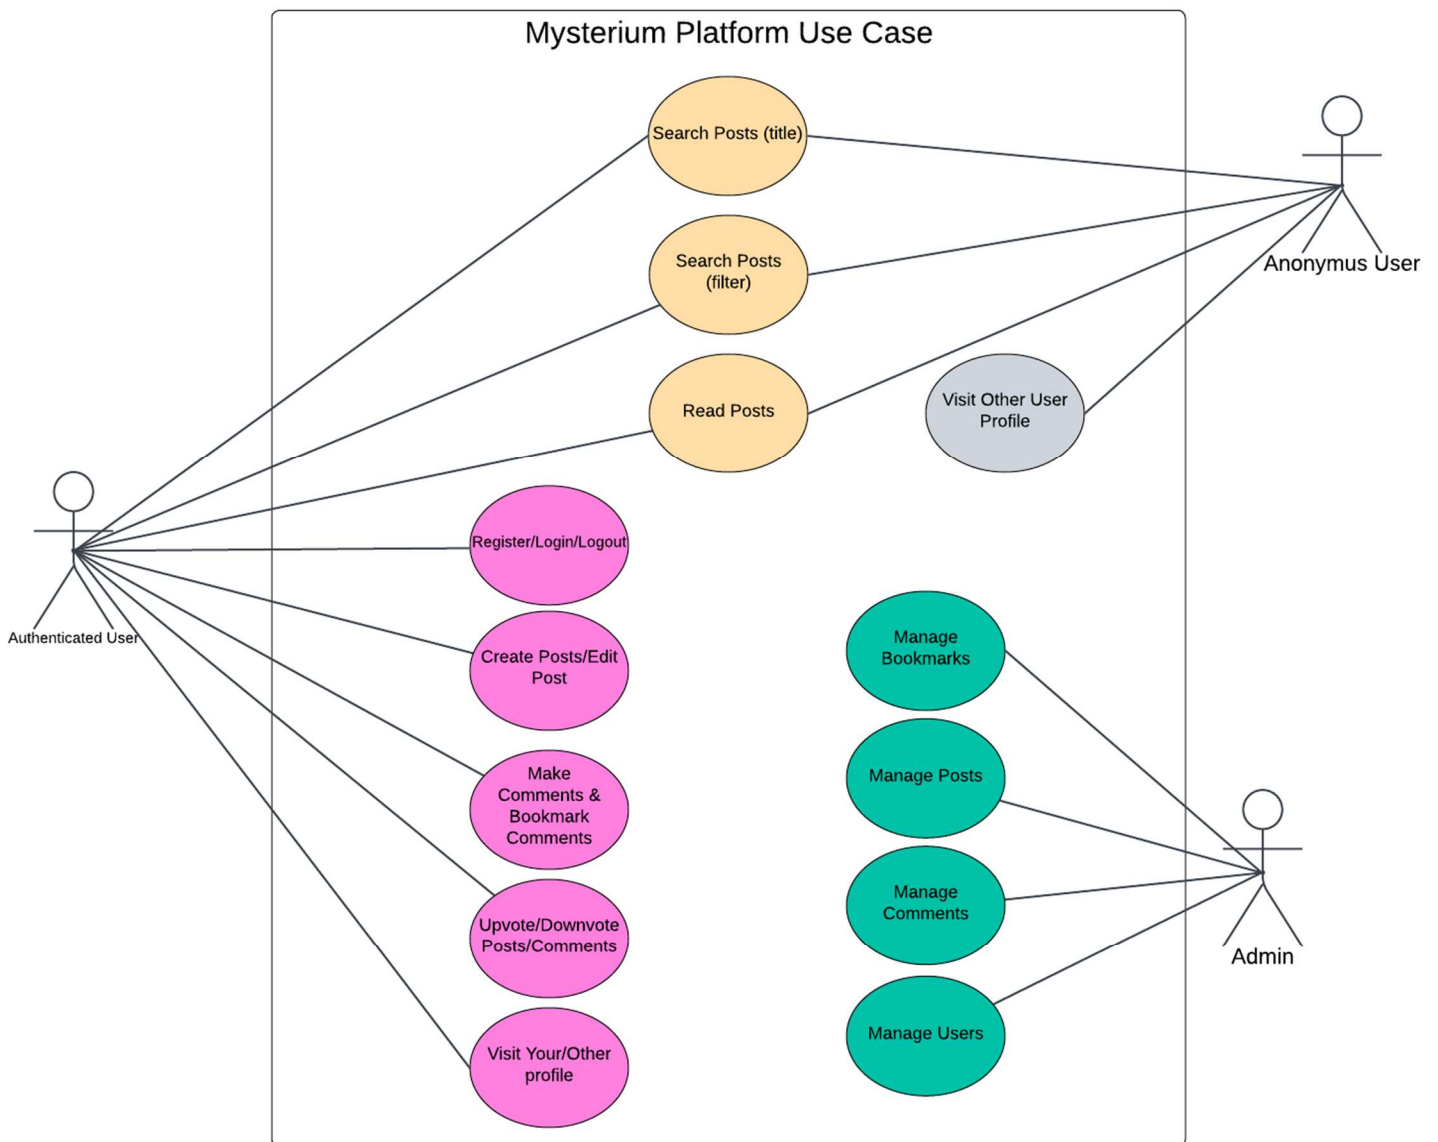 Mysterium Platform Use Case
Search Posts (title)
Search Posts
(filter)
Anonymus User
Read Posts
Visit Other User
Profile
Register/Login/Logout
Authenticated User
Create Posts/Edit
Post
Manage
Bookmarks
Make
Comments &
Bookmark
Comments
Manage Posts
Upvote/Downvote
Posts/Comments
Manage
Comments
Admin
Visit Your/Other
profile
Manage Users